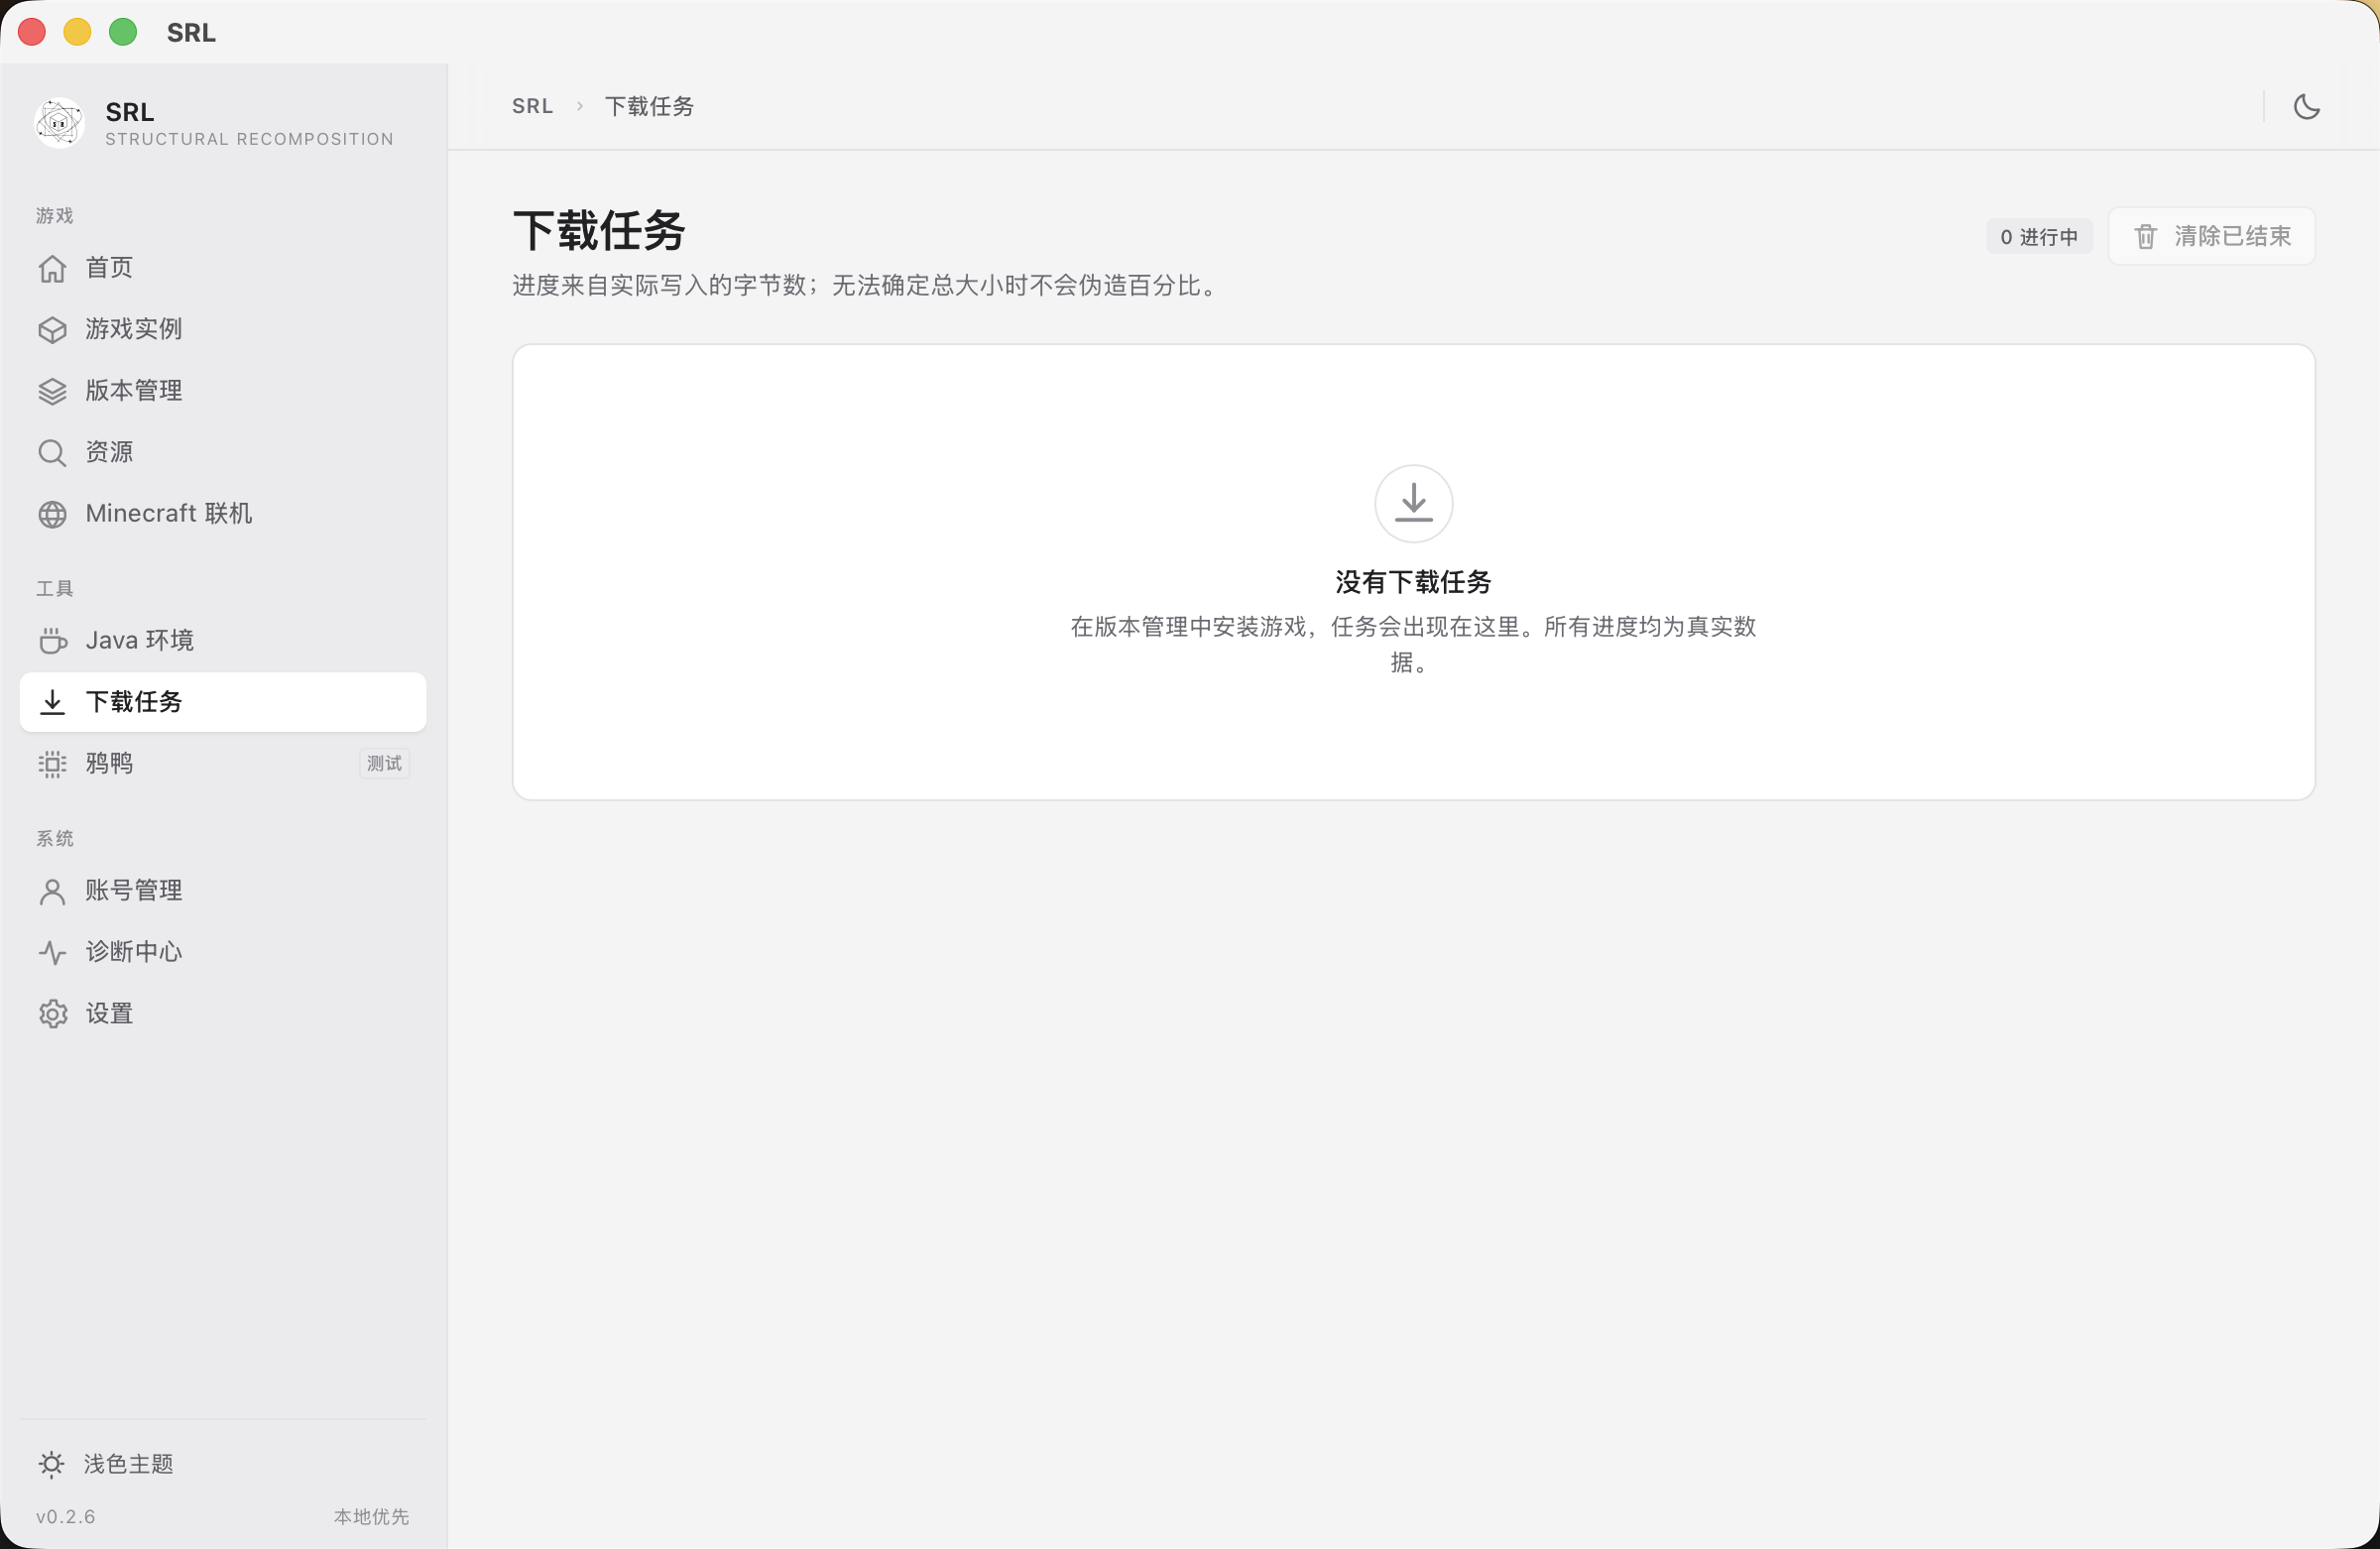 SRL
SRL
STRUCTURAL RECOMPOSITION
游戏
首页
游戏实例
版本管理
资源
Minecraft 联机
工具
Java 环境
下载任务
鸦鸭
测试
系统
账号管理
诊断中心
设置
浅色主题
v0.2.6
本地优先
SRL › 下载任务
下载任务
进度来自实际写入的字节数；无法确定总大小时不会伪造百分比。
0 进行中
清除已结束
没有下载任务
在版本管理中安装游戏，任务会出现在这里。所有进度均为真实数
据。